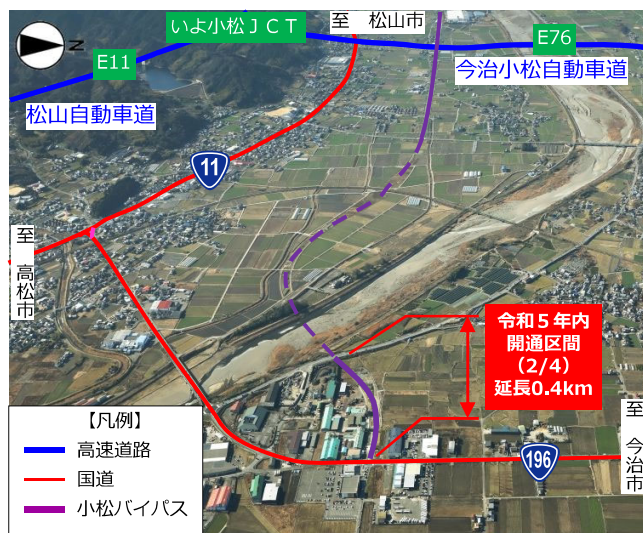 至　松山市
いよ小松ＪＣＴ
E11
E76
N
松山自動車道
今治小松自動車道
11
至　高松市
令和５年内
開通区間
（2/4）
延長0.4km
至　今治市
196
【凡例】
高速道路
国道
小松バイパス